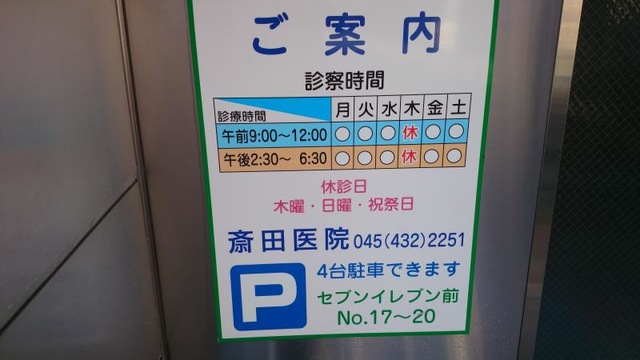 ご案内
診察時間
診療時間 月 火 水 木 金 土
午前9:00～12:00 ○ ○ ○ 休 ○ ○
午後2:30～ 6:30 ○ ○ ○ 休 ○ ○
休診日
木曜・日曜・祝祭日
斎田医院 045(432)2251
P 4台駐車できます
セブンイレブン前
No.17～20